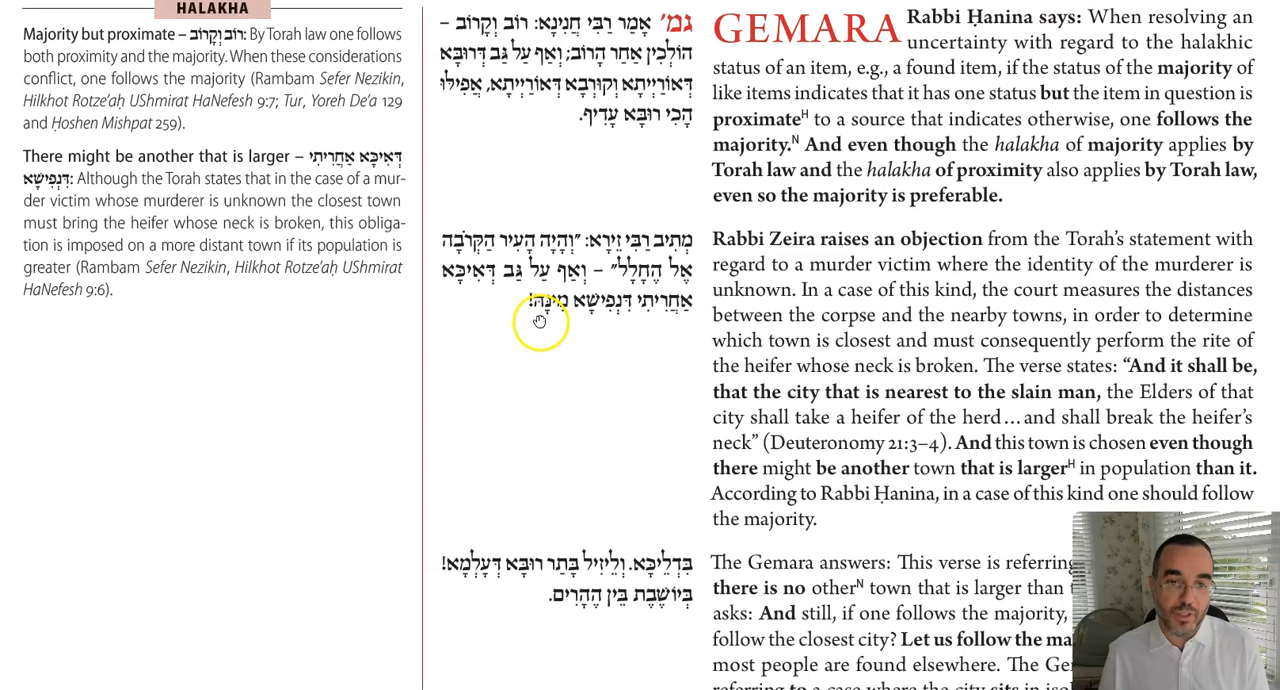 HALAKHA
Majority but proximate – רוֹב וְקָרוֹב: By Torah law one follows
both proximity and the majority. When these considerations
conflict, one follows the majority (Rambam Sefer Nezikin,
Hilkhot Rotze'aḥ UShmirat HaNefesh 9:7; Tur, Yoreh De'a 129
and Ḥoshen Mishpat 259).
There might be another that is larger – דְּאִיכָּא אַחֲרִיתִי
דִּנְפִישָׁא: Although the Torah states that in the case of a mur-
der victim whose murderer is unknown the closest town
must bring the heifer whose neck is broken, this obliga-
tion is imposed on a more distant town if its population is
greater (Rambam Sefer Nezikin, Hilkhot Rotze'aḥ UShmirat
HaNefesh 9:6).
גמ׳ אָמַר רַבִּי חֲנִינָא: רוֹב וְקָרוֹב –
הוֹלְכִין אַחַר הָרוֹב; וְאַף עַל גַּב דְּרוּבָּא
דְּאוֹרַיְיתָא וְקוּרְבָא דְּאוֹרַיְיתָא, אֲפִילּוּ
הָכִי רוּבָּא עָדִיף.
מְתִיב רַבִּי זֵירָא: ״וְהָיָה הָעִיר הַקְּרֹבָה
אֶל הֶחָלָל״ – וְאַף עַל גַּב דְּאִיכָּא
אַחֲרִיתִי דִּנְפִישָׁא מִינַּהּ!
בִּדְלֵיכָּא. וְלֵיזִיל בָּתַר רוּבָּא דְּעָלְמָא!
בְּיוֹשֶׁבֶת בֵּין הֶהָרִים.
GEMARA Rabbi Ḥanina says: When resolving an
uncertainty with regard to the halakhic
status of an item, e.g., a found item, if the status of the majority of
like items indicates that it has one status but the item in question is
proximateᴴ to a source that indicates otherwise, one follows the
majority.ᴺ And even though the halakha of majority applies by
Torah law and the halakha of proximity also applies by Torah law,
even so the majority is preferable.
Rabbi Zeira raises an objection from the Torah's statement with
regard to a murder victim where the identity of the murderer is
unknown. In a case of this kind, the court measures the distances
between the corpse and the nearby towns, in order to determine
which town is closest and must consequently perform the rite of
the heifer whose neck is broken. The verse states: "And it shall be,
that the city that is nearest to the slain man, the Elders of that
city shall take a heifer of the herd…and shall break the heifer's
neck" (Deuteronomy 21:3–4). And this town is chosen even though
there might be another town that is largerᴴ in population than it.
According to Rabbi Ḥanina, in a case of this kind one should follow
the majority.
The Gemara answers: This verse is referring
there is no otherᴺ town that is larger than
asks: And still, if one follows the majority,
follow the closest city? Let us follow the
most people are found elsewhere. The
referring to a case where the city sits in